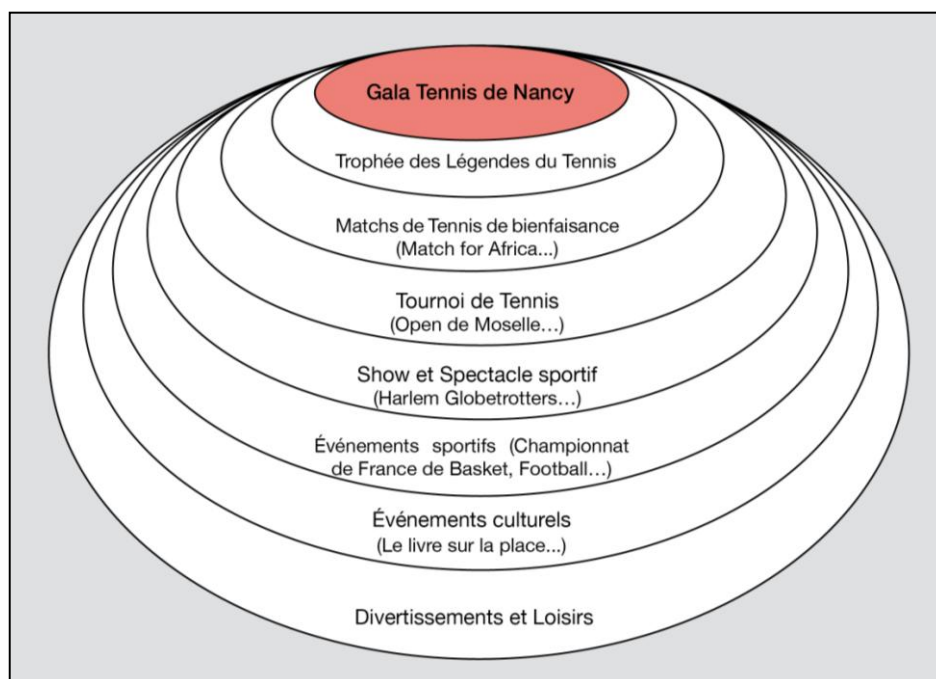 Gala Tennis de Nancy
Trophée des Légendes du Tennis
Matchs de Tennis de bienfaisance
(Match for Africa...)
Tournoi de Tennis
(Open de Moselle…)
Show et Spectacle sportif
(Harlem Globetrotters…)
Événements sportifs (Championnat
de France de Basket, Football…)
Événements culturels
(Le livre sur la place...)
Divertissements et Loisirs